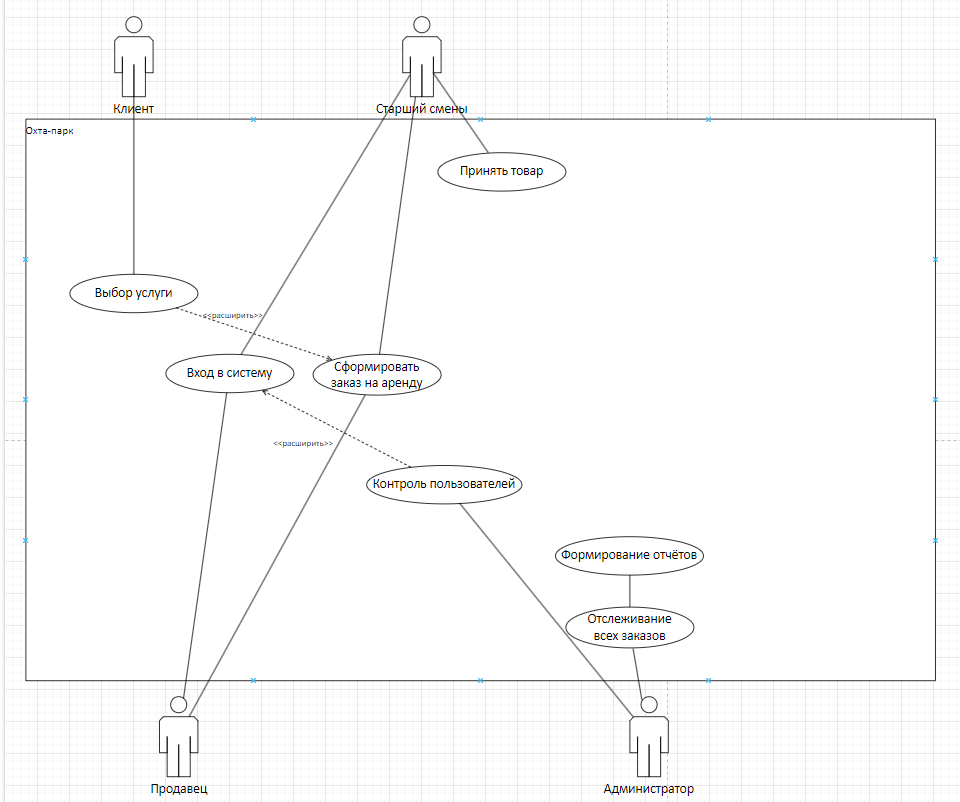 Клиент
Старший смены
Охта-парк
Принять товар
Выбор услуги
<<расширить>>
Вход в систему
Сформировать
заказ на аренду
<<расширить>>
Контроль пользователей
Формирование отчётов
Отслеживание
всех заказов
Продавец
Администратор